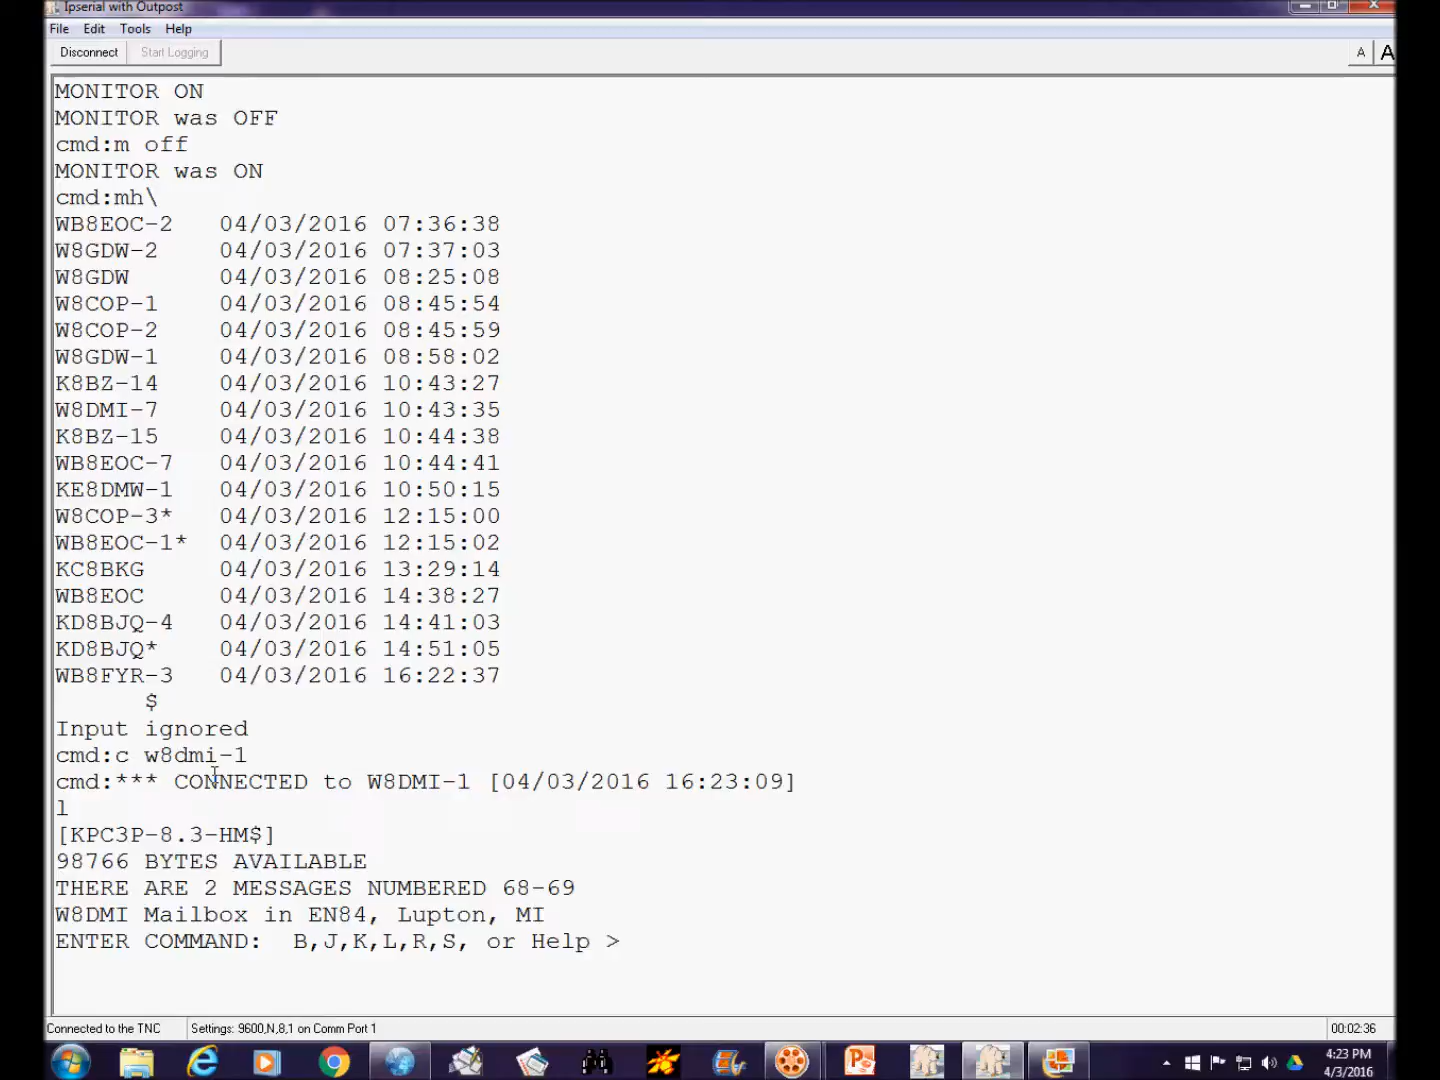 Ipserial with Outpost
File Edit Tools Help
Disconnect Start Logging A A
MONITOR ON
MONITOR was OFF
cmd:m off
MONITOR was ON
cmd:mh\
WB8EOC-2 04/03/2016 07:36:38
W8GDW-2 04/03/2016 07:37:03
W8GDW 04/03/2016 08:25:08
W8COP-1 04/03/2016 08:45:54
W8COP-2 04/03/2016 08:45:59
W8GDW-1 04/03/2016 08:58:02
K8BZ-14 04/03/2016 10:43:27
W8DMI-7 04/03/2016 10:43:35
K8BZ-15 04/03/2016 10:44:38
WB8EOC-7 04/03/2016 10:44:41
KE8DMW-1 04/03/2016 10:50:15
W8COP-3* 04/03/2016 12:15:00
WB8EOC-1* 04/03/2016 12:15:02
KC8BKG 04/03/2016 13:29:14
WB8EOC 04/03/2016 14:38:27
KD8BJQ-4 04/03/2016 14:41:03
KD8BJQ* 04/03/2016 14:51:05
WB8FYR-3 04/03/2016 16:22:37
$
Input ignored
cmd:c w8dmi-1
cmd:*** CONNECTED to W8DMI-1 [04/03/2016 16:23:09]
l
[KPC3P-8.3-HM$]
98766 BYTES AVAILABLE
THERE ARE 2 MESSAGES NUMBERED 68-69
W8DMI Mailbox in EN84, Lupton, MI
ENTER COMMAND: B,J,K,L,R,S, or Help >
Connected to the TNC Settings: 9600,N,8,1 on Comm Port 1 00:02:36
4:23 PM
4/3/2016